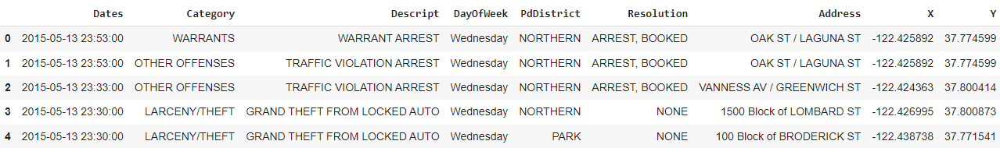 Dates Category Descript DayOfWeek PdDistrict Resolution Address X Y
0 2015-05-13 23:53:00 WARRANTS WARRANT ARREST Wednesday NORTHERN ARREST, BOOKED OAK ST / LAGUNA ST -122.425892 37.774599
1 2015-05-13 23:53:00 OTHER OFFENSES TRAFFIC VIOLATION ARREST Wednesday NORTHERN ARREST, BOOKED OAK ST / LAGUNA ST -122.425892 37.774599
2 2015-05-13 23:33:00 OTHER OFFENSES TRAFFIC VIOLATION ARREST Wednesday NORTHERN ARREST, BOOKED VANNESS AV / GREENWICH ST -122.424363 37.800414
3 2015-05-13 23:30:00 LARCENY/THEFT GRAND THEFT FROM LOCKED AUTO Wednesday NORTHERN NONE 1500 Block of LOMBARD ST -122.426995 37.800873
4 2015-05-13 23:30:00 LARCENY/THEFT GRAND THEFT FROM LOCKED AUTO Wednesday PARK NONE 100 Block of BRODERICK ST -122.438738 37.771541